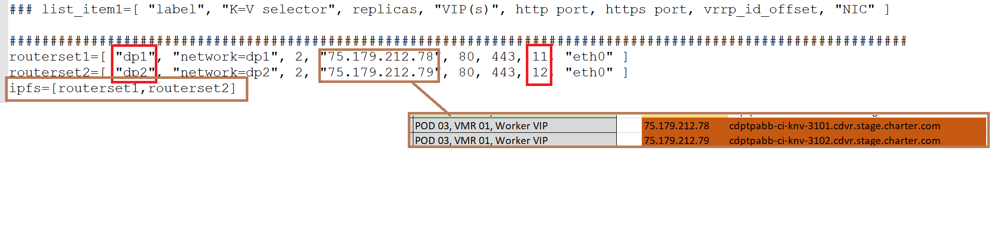 ### list_item1=[ "label", "K=V selector", replicas, "VIP(s)", http port, https port, vrrp_id_offset, "NIC" ]
##############################################################################################################
routerset1=[ "dp1", "network=dp1", 2, "75.179.212.78", 80, 443, 11, "eth0" ]
routerset2=[ "dp2", "network=dp2", 2, "75.179.212.79", 80, 443, 12, "eth0" ]
ipfs=[routerset1,routerset2]
POD 03, VMR 01, Worker VIP 75.179.212.78 cdptpabb-ci-knv-3101.cdvr.stage.charter.com
POD 03, VMR 01, Worker VIP 75.179.212.79 cdptpabb-ci-knv-3102.cdvr.stage.charter.com